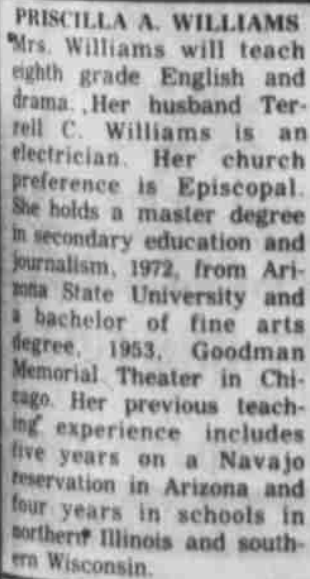 PRISCILLA A. WILLIAMS
Mrs. Williams will teach
eighth grade English and
drama. Her husband Ter-
rell C. Williams is an
electrician. Her church
preference is Episcopal.
She holds a master degree
in secondary education and
journalism, 1972, from Ari-
zona State University and
a bachelor of fine arts
degree, 1953, Goodman
Memorial Theater in Chi-
cago. Her previous teach-
ing experience includes
five years on a Navajo
reservation in Arizona and
four years in schools in
northern Illinois and south-
ern Wisconsin.